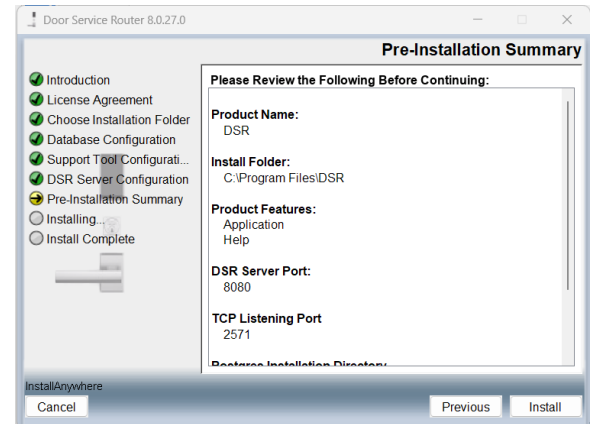 Door Service Router 8.0.27.0
Pre-Installation Summary
Introduction
License Agreement
Choose Installation Folder
Database Configuration
Support Tool Configurati...
DSR Server Configuration
Pre-Installation Summary
Installing...
Install Complete
Please Review the Following Before Continuing:
Product Name:
DSR
Install Folder:
C:\Program Files\DSR
Product Features:
Application
Help
DSR Server Port:
8080
TCP Listening Port
2571
Postgres Installation Directory
InstallAnywhere
Cancel
Previous
Install